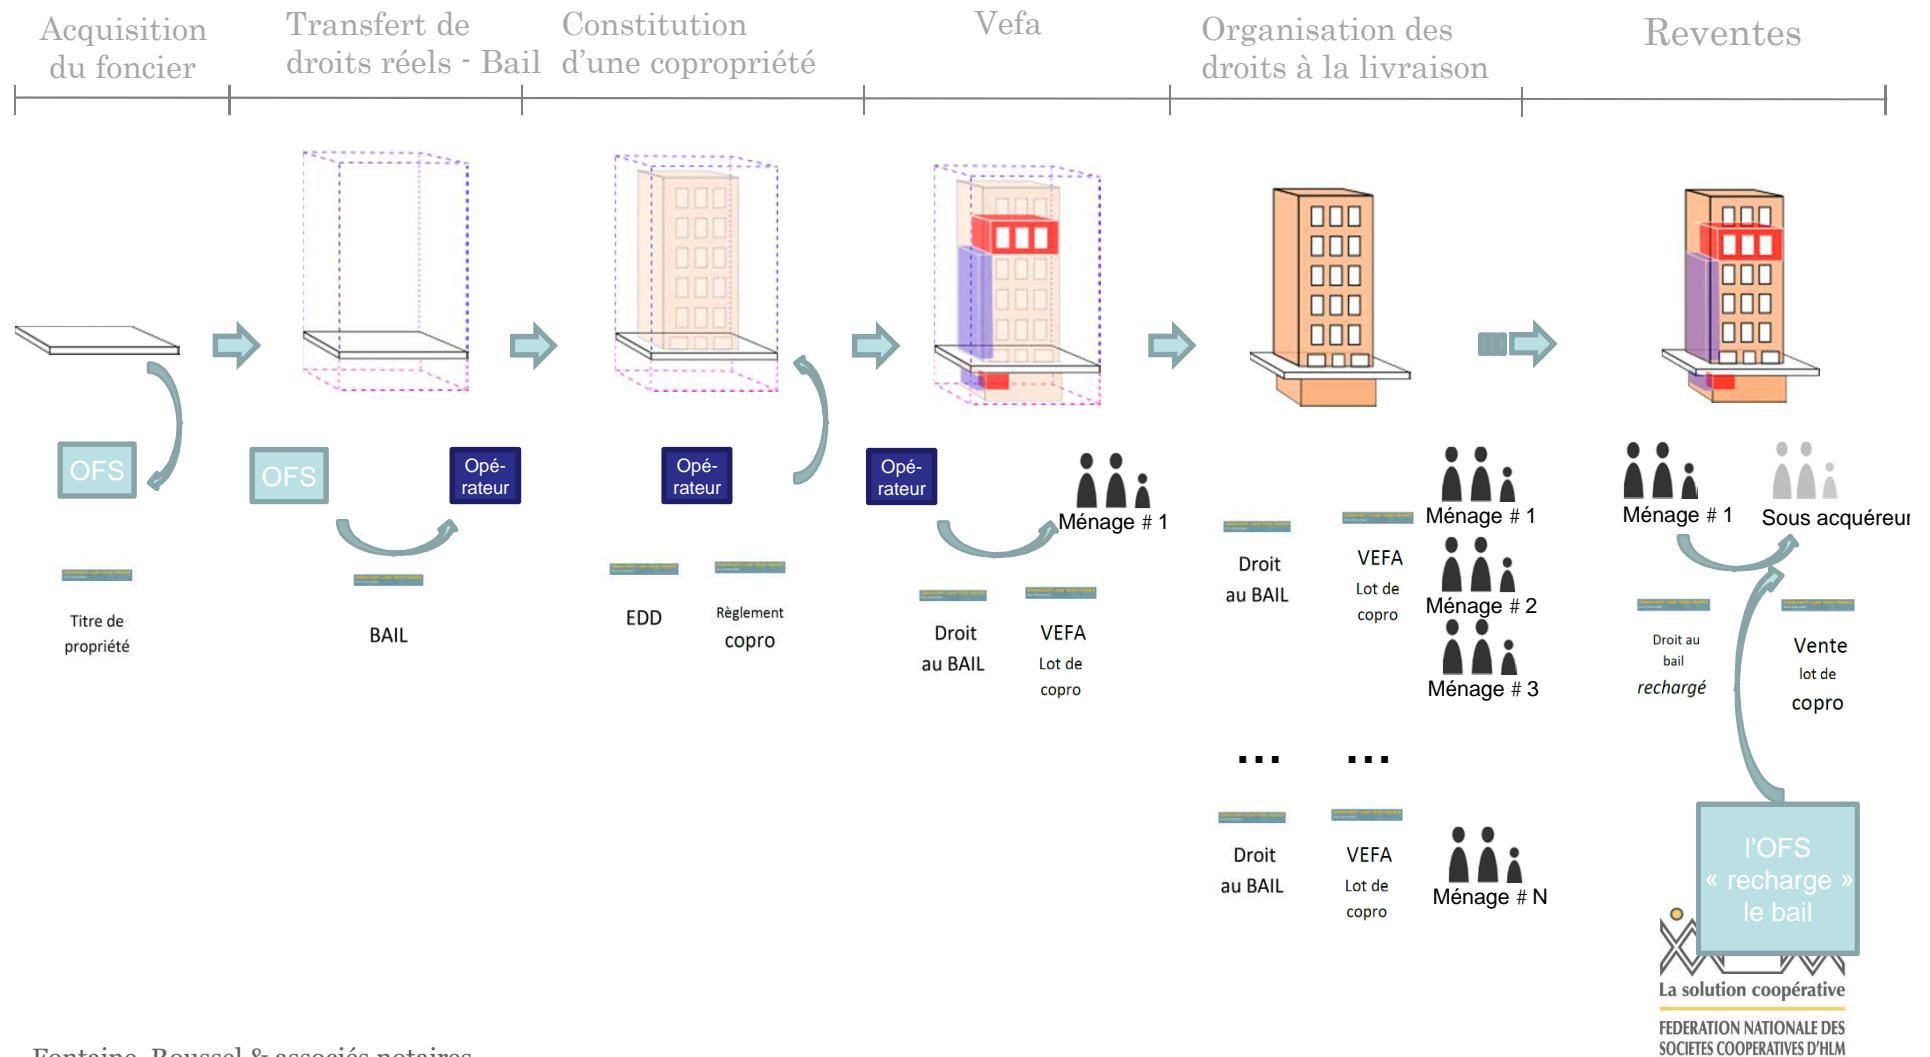 Acquisition
du foncier
Transfert de
droits réels - Bail
Constitution
d'une copropriété
Vefa
Organisation des
droits à la livraison
Reventes
OFS
OFS
Opé-
rateur
Opé-
rateur
Opé-
rateur
Ménage # 1
Titre de
propriété
BAIL
EDD
Règlement
copro
Droit
au BAIL
VEFA
Lot de
copro
Droit
au BAIL
VEFA
Lot de
copro
Ménage # 1
Ménage # 2
Ménage # 3
... ...
Droit
au BAIL
VEFA
Lot de
copro
Ménage # N
Ménage # 1
Sous acquéreur
Droit au
bail
rechargé
Vente
lot de
copro
l'OFS
« recharge »
le bail
La solution coopérative
FEDERATION NATIONALE DES
SOCIETES COOPERATIVES D'HLM
Fontaine, Roussel & associés notaires